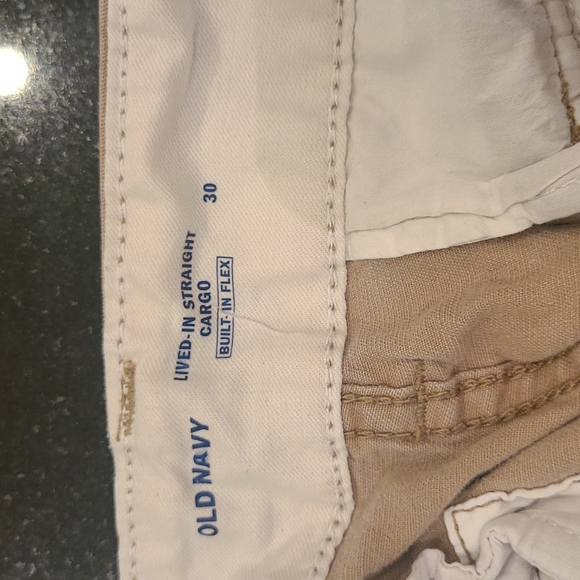 OLD NAVY
LIVED-IN STRAIGHT
CARGO
BUILT-IN FLEX
30